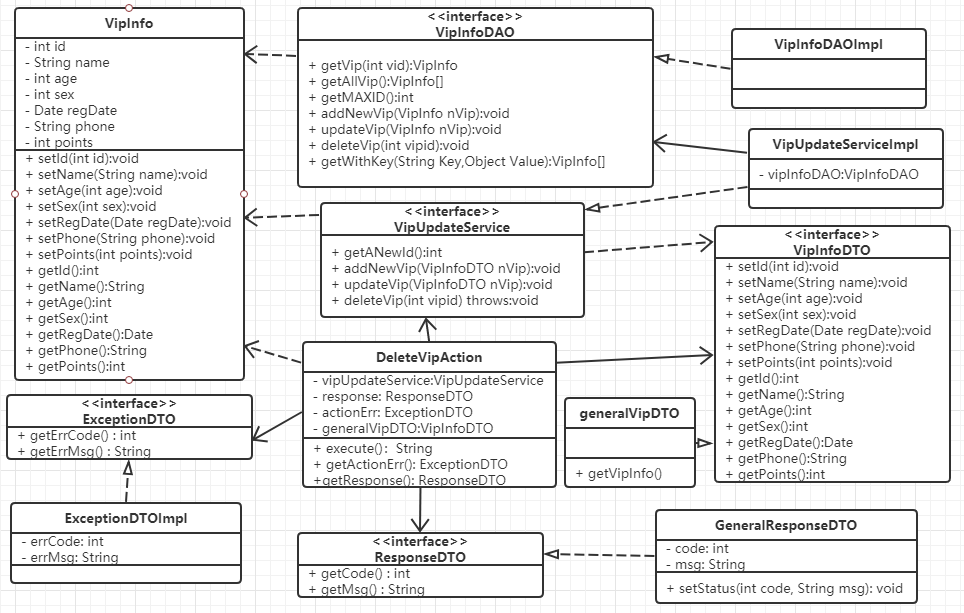 VipInfo
- int id
- String name
- int age
- int sex
- Date regDate
- String phone
- int points
+ setId(int id):void
+ setName(String name):void
+ setAge(int age):void
+ setSex(int sex):void
+ setRegDate(Date regDate):void
+ setPhone(String phone):void
+ setPoints(int points):void
+ getId():int
+ getName():String
+ getAge():int
+ getSex():int
+ getRegDate():Date
+ getPhone():String
+ getPoints():int
<<interface>>
VipInfoDAO
+ getVip(int vid):VipInfo
+ getAllVip():VipInfo[]
+ getMAXID():int
+ addNewVip(VipInfo nVip):void
+ updateVip(VipInfo nVip):void
+ deleteVip(int vipid):void
+ getWithKey(String Key,Object Value):VipInfo[]
VipInfoDAOImpl
VipUpdateServiceImpl
- vipInfoDAO:VipInfoDAO
<<interface>>
VipUpdateService
+ getANewId():int
+ addNewVip(VipInfoDTO nVip):void
+ updateVip(VipInfoDTO nVip):void
+ deleteVip(int vipid) throws:void
<<interface>>
VipInfoDTO
+ setId(int id):void
+ setName(String name):void
+ setAge(int age):void
+ setSex(int sex):void
+ setRegDate(Date regDate):void
+ setPhone(String phone):void
+ setPoints(int points):void
+ getId():int
+ getName():String
+ getAge():int
+ getSex():int
+ getRegDate():Date
+ getPhone():String
+ getPoints():int
DeleteVipAction
- vipUpdateService:VipUpdateService
- response: ResponseDTO
- actionErr: ExceptionDTO
- generalVipDTO:VipInfoDTO
+ execute(): String
+ getActionErr(): ExceptionDTO
+getResponse(): ResponseDTO
generalVipDTO
+ getVipInfo()
<<interface>>
ExceptionDTO
+ getErrCode() : int
+ getErrMsg() : String
ExceptionDTOImpl
- errCode: int
- errMsg: String
<<interface>>
ResponseDTO
+ getCode() : int
+ getMsg() : String
GeneralResponseDTO
- code: int
- msg: String
+ setStatus(int code, String msg): void